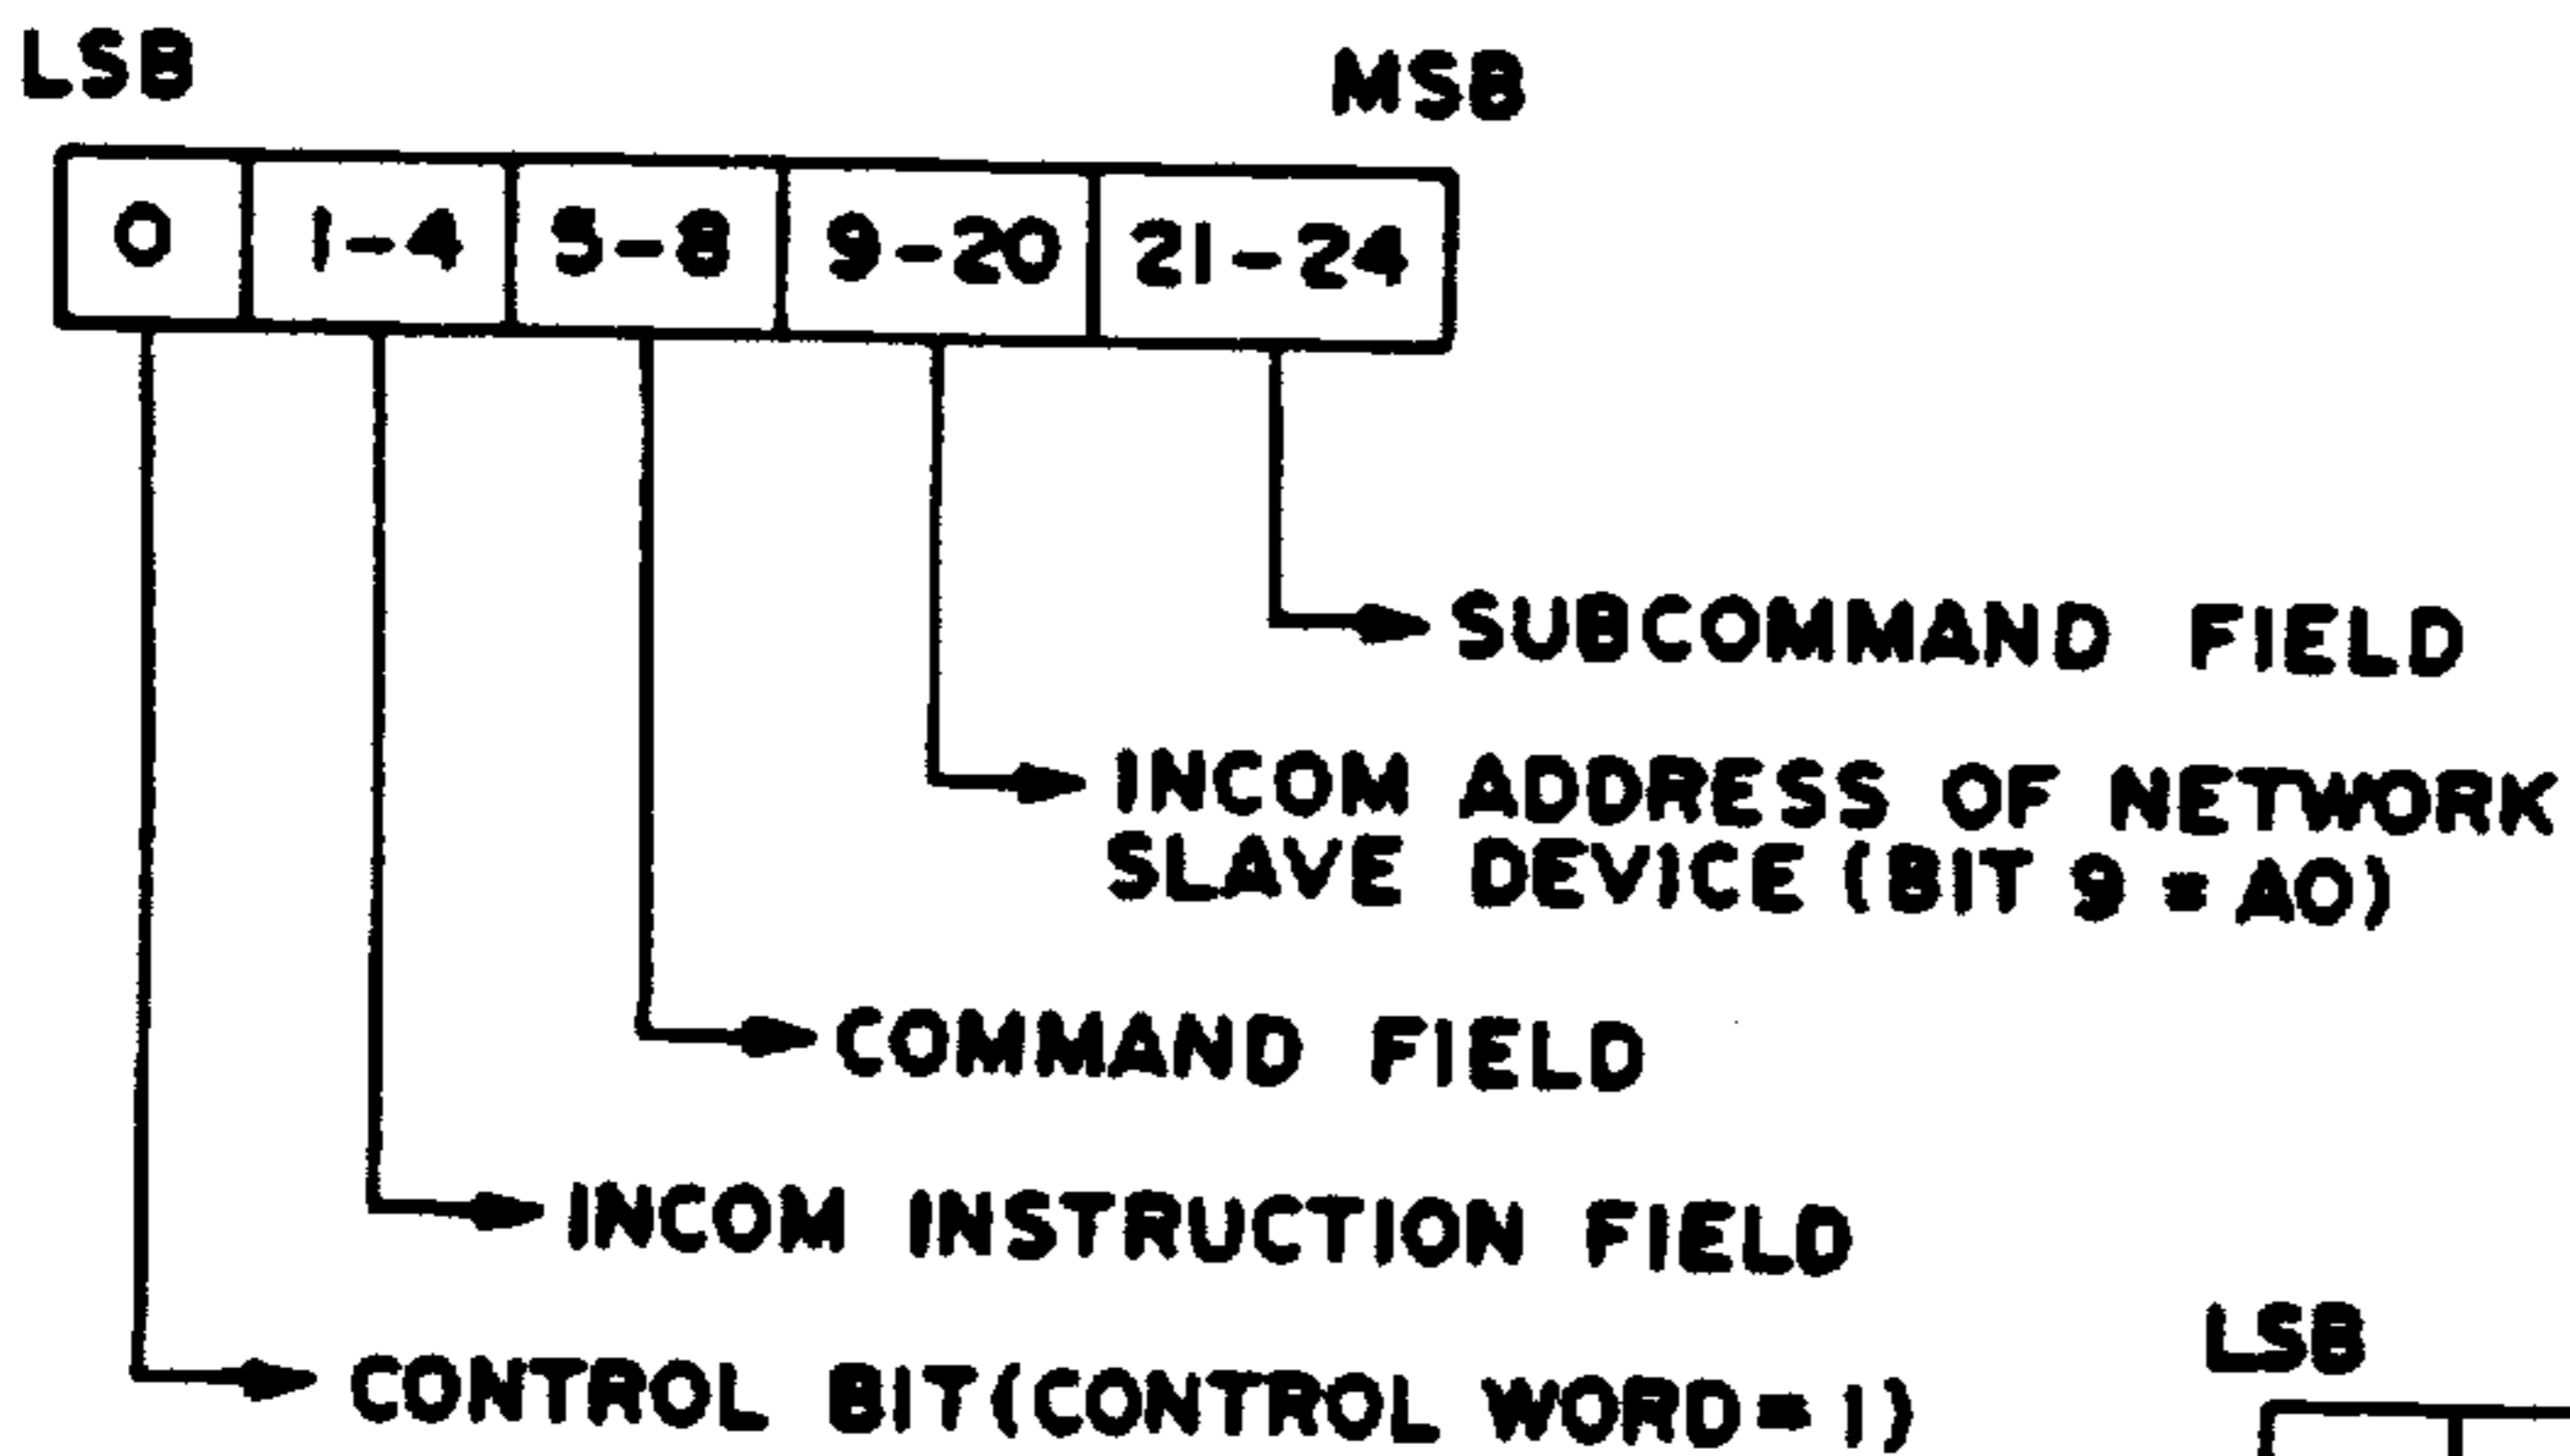 LSB
MSB
0 1-4 5-8 9-20 21-24
SUBCOMMAND FIELD
INCOM ADDRESS OF NETWORK
SLAVE DEVICE (BIT 9 = A0)
COMMAND FIELD
INCOM INSTRUCTION FIELD
CONTROL BIT(CONTROL WORD=1)
LSB